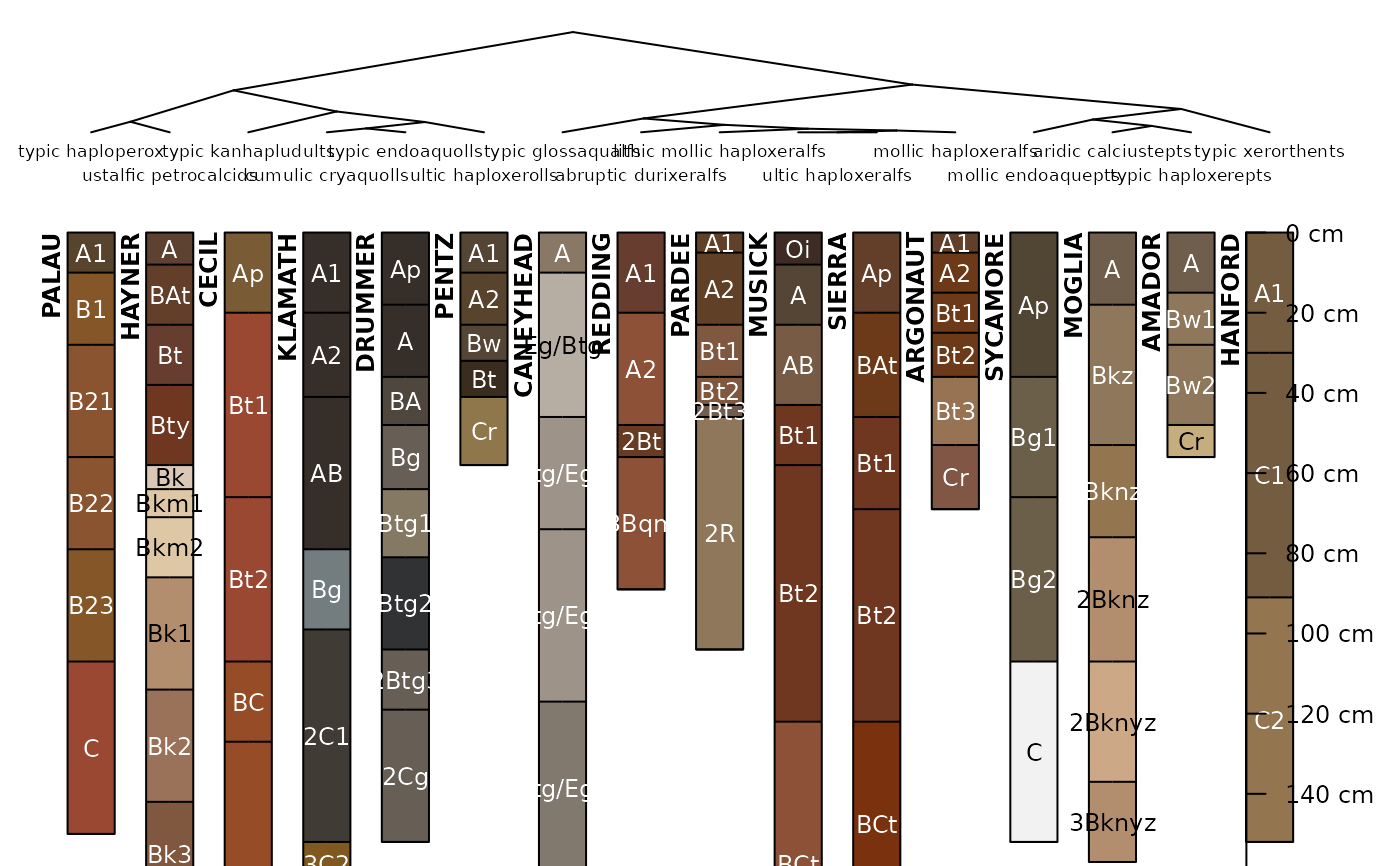 typic haploperox typic kanhapludults typic endoaquolls typic glossaqualfs lithic mollic haploxeralfs mollic haploxeralfs aridic calciustepts typic xerorthents
ustalfic petrocalcids cumulic cryaquolls ultic haploxerolls abruptic durixeralfs ultic haploxeralfs mollic endoaquepts typic haploxerepts
PALAU
A1
B1
B21
B22
B23
C
HAYNER
A
BAt
Bt
Bty
Bk
Bkm1
Bkm2
Bk1
Bk2
Bk3
CECIL
Ap
Bt1
Bt2
BC
KLAMATH
A1
A2
AB
Bg
2C1
3C2
DRUMMER
Ap
A
BA
Bg
Btg1
Btg2
2Btg3
2Cg
PENTZ
A1
A2
Bw
Bt
Cr
CANEYHEAD
A
Eg/Btg
tg/Eg
tg/Eg
tg/Eg
REDDING
A1
A2
2Bt
3Bqm
PARDEE
A1
A2
Bt1
Bt2
2Bt3
2R
MUSICK
Oi
A
AB
Bt1
Bt2
BCt
SIERRA
Ap
BAt
Bt1
Bt2
BCt
ARGONAUT
A1
A2
Bt1
Bt2
Bt3
Cr
SYCAMORE
Ap
Bg1
Bg2
C
MOGLIA
A
Bkz
Bknz
2Bknz
2Bknyz
3Bknyz
AMADOR
A
Bw1
Bw2
Cr
HANFORD
A1
C1
C2
0 cm
20 cm
40 cm
60 cm
80 cm
100 cm
120 cm
140 cm